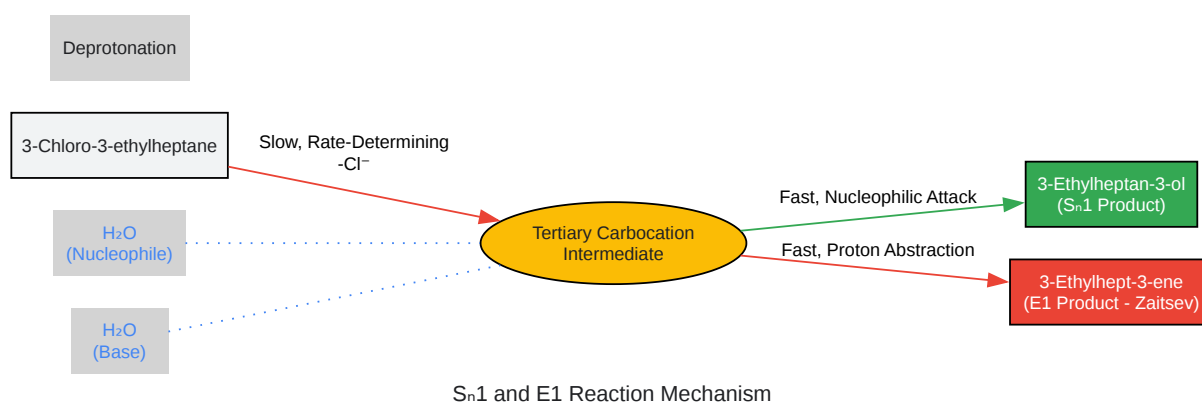 Deprotonation
3-Chloro-3-ethylheptane
Slow, Rate-Determining
-Cl⁻
H₂O
(Nucleophile)
H₂O
(Base)
Tertiary Carbocation
Intermediate
Fast, Nucleophilic Attack
Fast, Proton Abstraction
3-Ethylheptan-3-ol
(Sₙ1 Product)
3-Ethylhept-3-ene
(E1 Product - Zaitsev)
Sₙ1 and E1 Reaction Mechanism